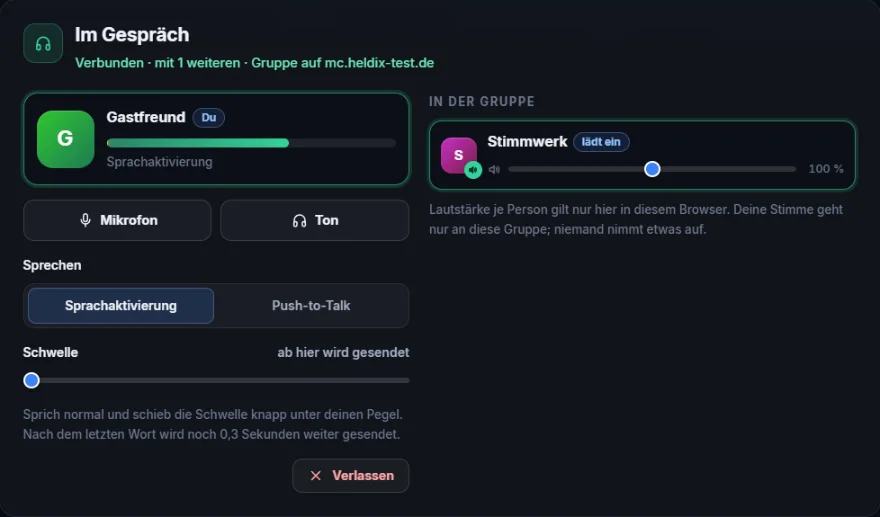 Im Gespräch
Verbunden · mit 1 weiteren · Gruppe auf mc.heldix-test.de
G
Gastfreund Du
Sprachaktivierung
Mikrofon
Ton
Sprechen
Sprachaktivierung
Push-to-Talk
Schwelle
ab hier wird gesendet
Sprich normal und schieb die Schwelle knapp unter deinen Pegel.
Nach dem letzten Wort wird noch 0,3 Sekunden weiter gesendet.
Verlassen
IN DER GRUPPE
S
Stimmwerk lädt ein
100 %
Lautstärke je Person gilt nur hier in diesem Browser. Deine Stimme geht
nur an diese Gruppe; niemand nimmt etwas auf.